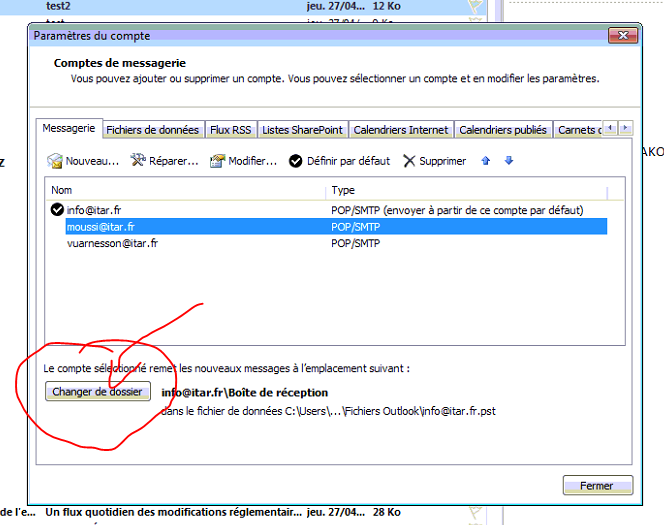 test2 jeu. 27/04... 12 Ko
Paramètres du compte
Comptes de messagerie
Vous pouvez ajouter ou supprimer un compte. Vous pouvez sélectionner un compte et en modifier les paramètres.
Messagerie Fichiers de données Flux RSS Listes SharePoint Calendriers Internet Calendriers publiés Carnets
Nouveau... Réparer... Modifier... Définir par défaut Supprimer
AKO
Nom Type
info@itar.fr POP/SMTP (envoyer à partir de ce compte par défaut)
moussi@itar.fr POP/SMTP
vuarnesson@itar.fr POP/SMTP
Le compte sélectionné remet les nouveaux messages à l'emplacement suivant :
Changer de dossier info@itar.fr\Boîte de réception
dans le fichier de données C:\Users\...\Fichiers Outlook\info@itar.fr.pst
Fermer
de l'e... Un flux quotidien des modifications réglementair... jeu. 27/04... 28 Ko